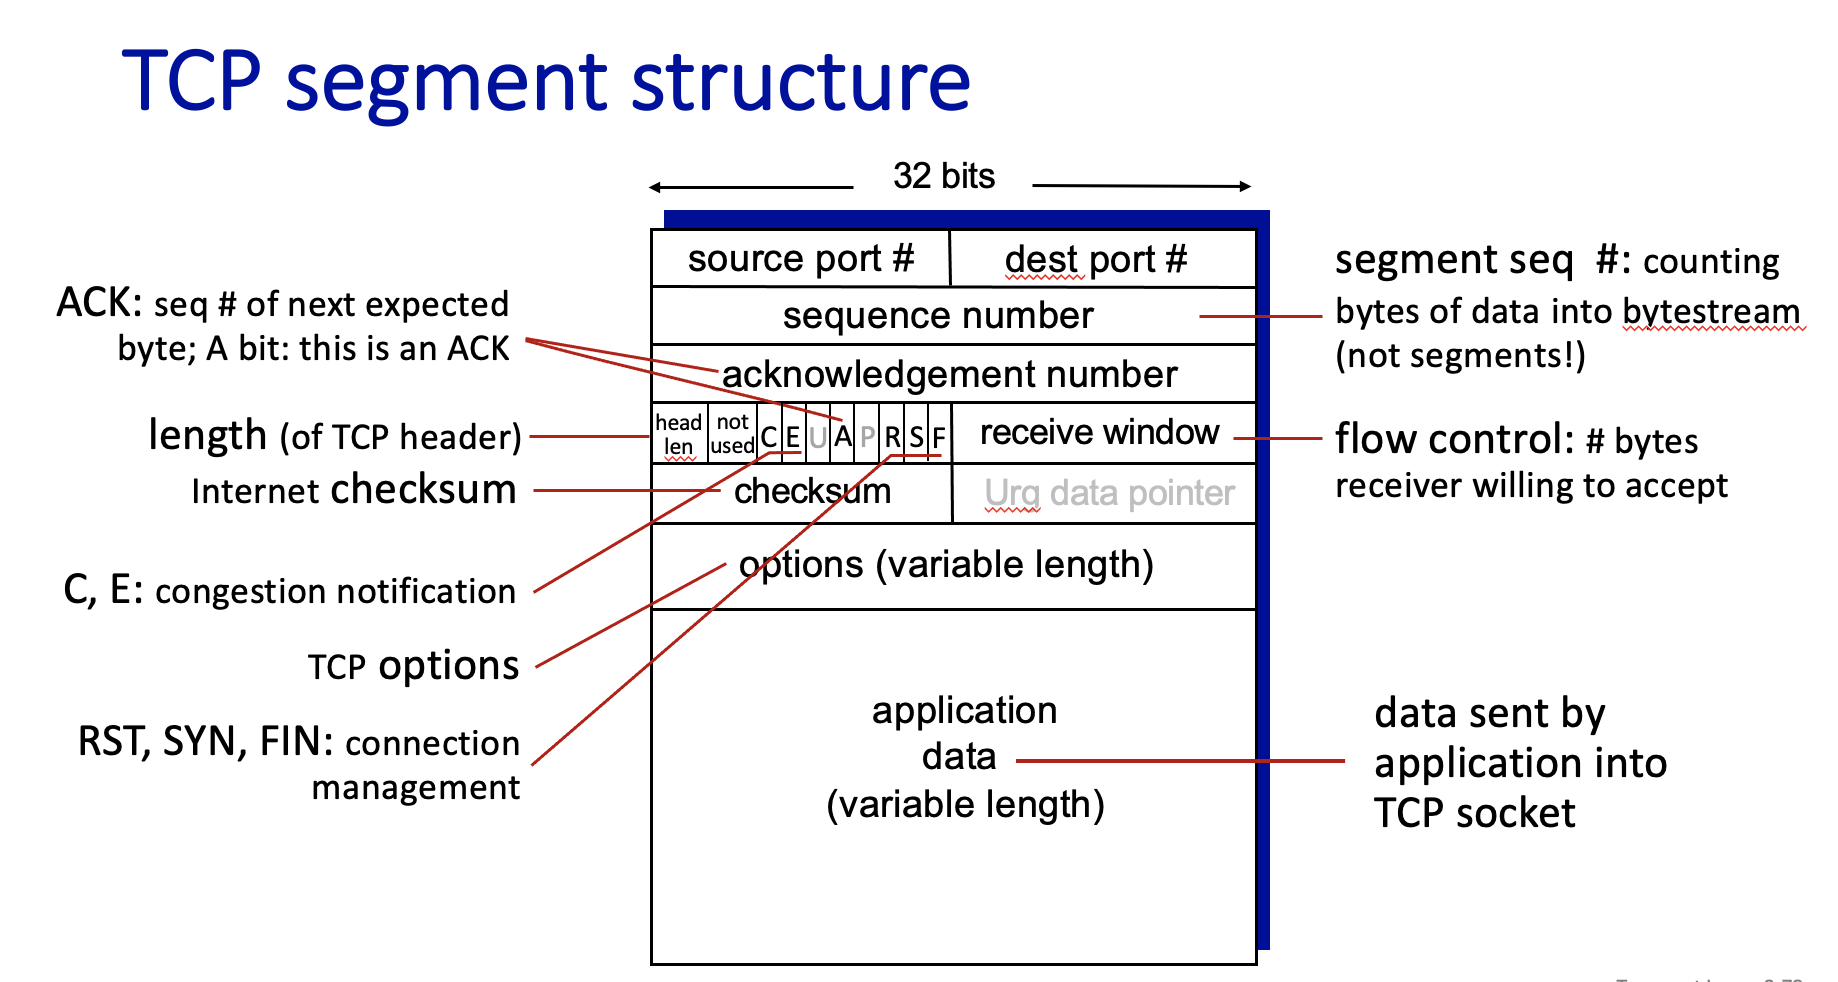 TCP segment structure
32 bits
source port #
dest port #
sequence number
acknowledgement number
head
len
not
used
C
E
U
A
P
R
S
F
receive window
checksum
Urg data pointer
options (variable length)
application
data
(variable length)
ACK: seq # of next expected
byte; A bit: this is an ACK
length (of TCP header)
Internet checksum
C, E: congestion notification
TCP options
RST, SYN, FIN: connection
management
segment seq #: counting
bytes of data into bytestream
(not segments!)
flow control: # bytes
receiver willing to accept
data sent by
application into
TCP socket